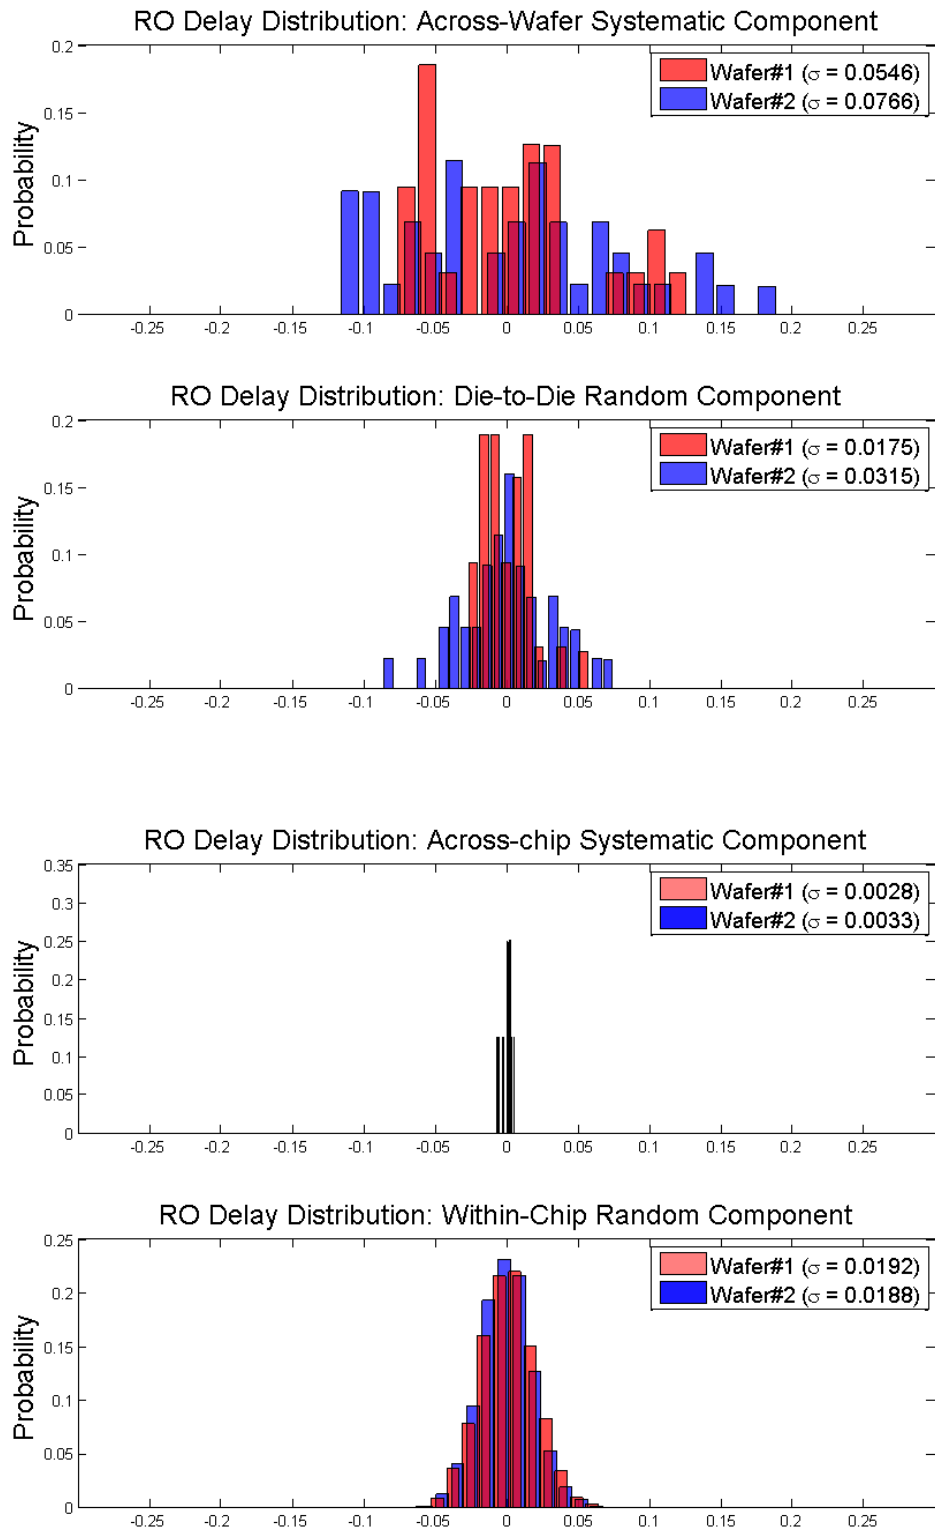 RO Delay Distribution: Across-Wafer Systematic Component
Wafer#1 (σ = 0.0546)
Wafer#2 (σ = 0.0766)
Probability
0.2
0.15
0.1
0.05
0
-0.25 -0.2 -0.15 -0.1 -0.05 0 0.05 0.1 0.15 0.2 0.25
RO Delay Distribution: Die-to-Die Random Component
Wafer#1 (σ = 0.0175)
Wafer#2 (σ = 0.0315)
Probability
0.2
0.15
0.1
0.05
0
-0.25 -0.2 -0.15 -0.1 -0.05 0 0.05 0.1 0.15 0.2 0.25
RO Delay Distribution: Across-chip Systematic Component
Wafer#1 (σ = 0.0028)
Wafer#2 (σ = 0.0033)
Probability
0.35
0.3
0.25
0.2
0.15
0.1
0.05
0
-0.25 -0.2 -0.15 -0.1 -0.05 0 0.05 0.1 0.15 0.2 0.25
RO Delay Distribution: Within-Chip Random Component
Wafer#1 (σ = 0.0192)
Wafer#2 (σ = 0.0188)
Probability
0.25
0.2
0.15
0.1
0.05
0
-0.25 -0.2 -0.15 -0.1 -0.05 0 0.05 0.1 0.15 0.2 0.25